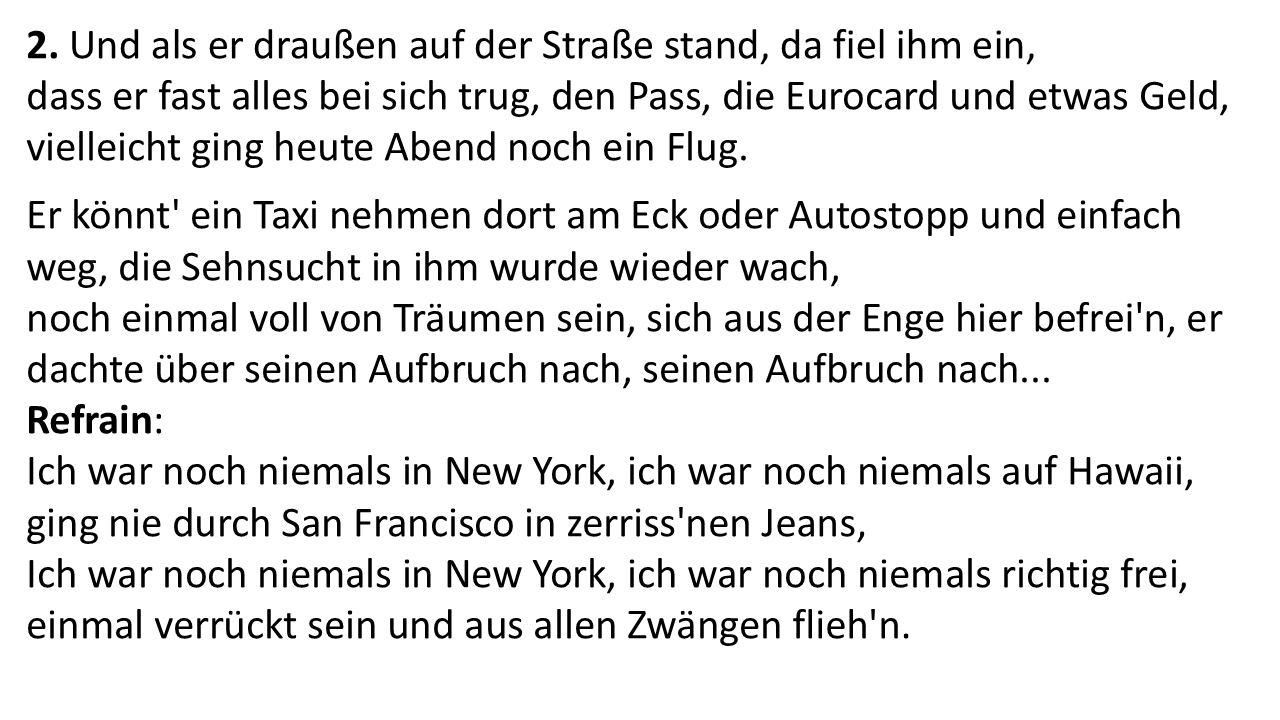 2. Und als er draußen auf der Straße stand, da fiel ihm ein,
dass er fast alles bei sich trug, den Pass, die Eurocard und etwas Geld,
vielleicht ging heute Abend noch ein Flug.
Er könnt' ein Taxi nehmen dort am Eck oder Autostopp und einfach
weg, die Sehnsucht in ihm wurde wieder wach,
noch einmal voll von Träumen sein, sich aus der Enge hier befrei'n, er
dachte über seinen Aufbruch nach, seinen Aufbruch nach...
Refrain:
Ich war noch niemals in New York, ich war noch niemals auf Hawaii,
ging nie durch San Francisco in zerriss'nen Jeans,
Ich war noch niemals in New York, ich war noch niemals richtig frei,
einmal verrückt sein und aus allen Zwängen flieh'n.